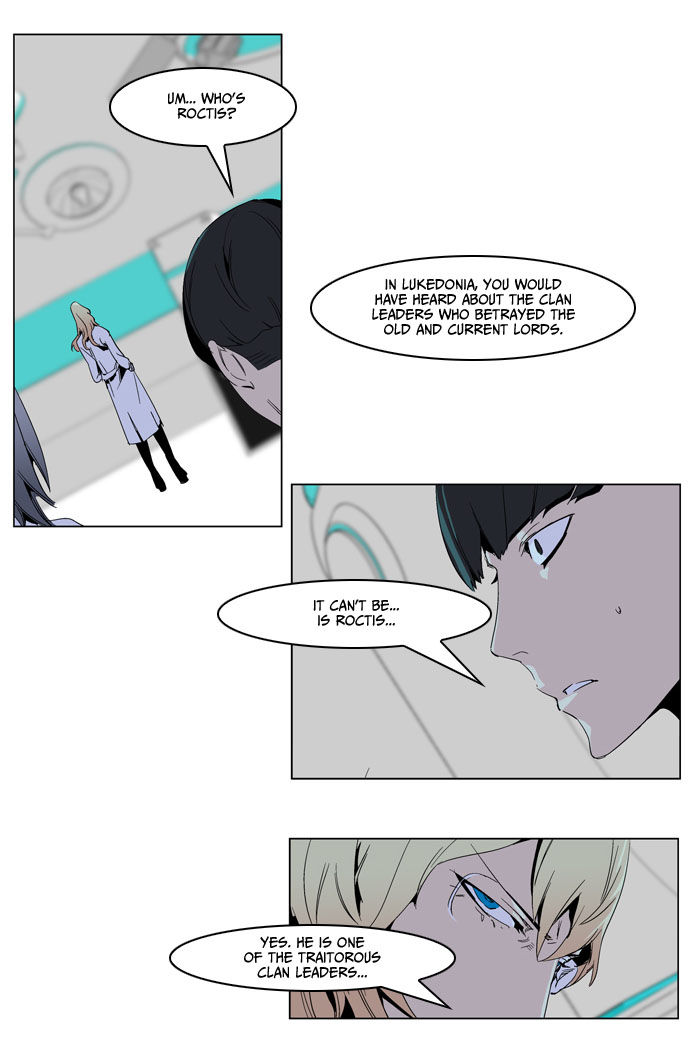 UM... WHO'S
ROCTIS?
IN LUKEDONIA, YOU WOULD
HAVE HEARD ABOUT THE CLAN
LEADERS WHO BETRAYED THE
OLD AND CURRENT LORDS.
IT CAN'T BE...
IS ROCTIS...
YES. HE IS ONE
OF THE TRAITOROUS
CLAN LEADERS...